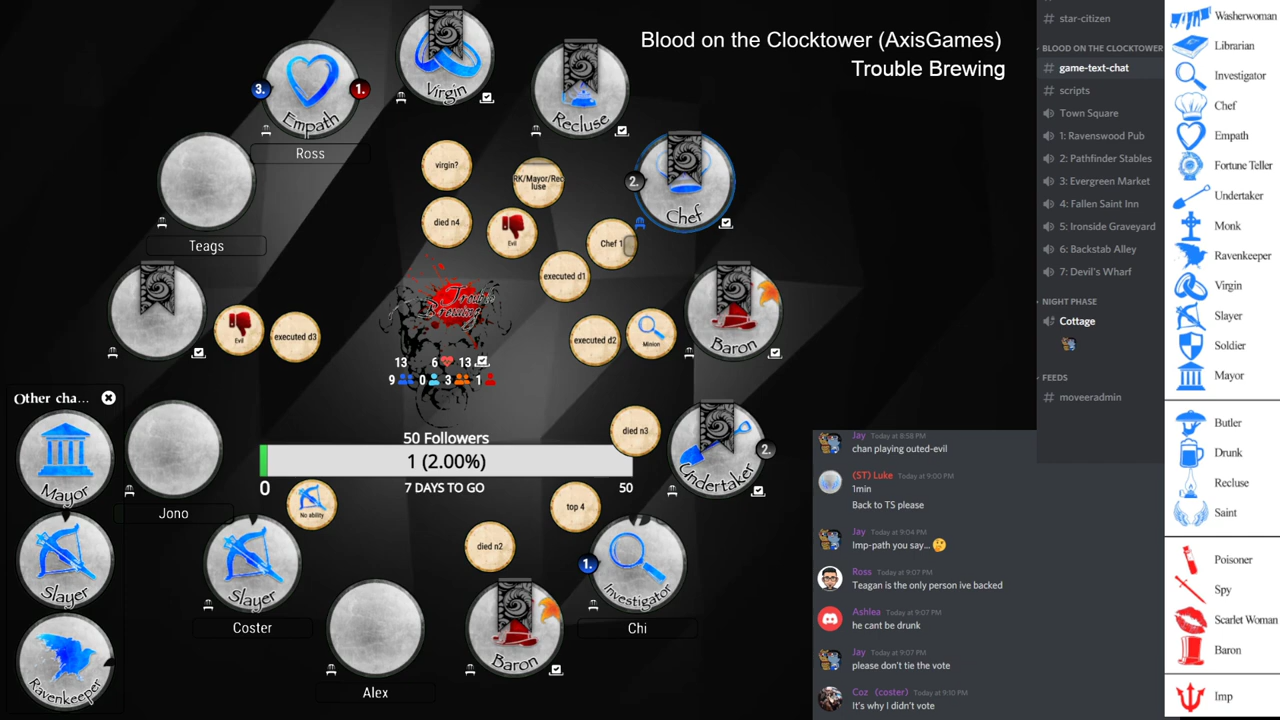 Blood on the Clocktower (AxisGames)
Trouble Brewing
Virgin
Recluse
3.
1.
Empath
Ross
virgin?
RK/Mayor/Rec
luse
2.
Chef
Teags
died n4
Evil
Chef 1
executed d1
Trouble
Brewing
Evil
executed d3
executed d2
Minion
Baron
13 6 13
9 0 3 1
Other cha...
Mayor
Slayer
Ravenkeeper
50 Followers
1 (2.00%)
0
7 DAYS TO GO
50
died n3
Undertaker
2.
Jono
No ability
top 4
died n2
1.
Investigator
Chi
Slayer
Coster
Alex
Baron
# star-citizen
BLOOD ON THE CLOCKTOWER
# game-text-chat
# scripts
Town Square
1: Ravenswood Pub
2: Pathfinder Stables
3: Evergreen Market
4: Fallen Saint Inn
5: Ironside Graveyard
6: Backstab Alley
7: Devil's Wharf
NIGHT PHASE
Cottage
FEEDS
# moveeradmin
Jay Today at 8:58 PM
chan playing outed-evil
(ST) Luke Today at 9:00 PM
1min
Back to TS please
Jay Today at 9:04 PM
Imp-path you say... 🤔
Ross Today at 9:07 PM
Teagan is the only person ive backed
Ashlea Today at 9:07 PM
he cant be drunk
Jay Today at 9:07 PM
please don't tie the vote
Coz (coster) Today at 9:10 PM
It's why I didn't vote
Washerwoman
Librarian
Investigator
Chef
Empath
Fortune Teller
Undertaker
Monk
Ravenkeeper
Virgin
Slayer
Soldier
Mayor
Butler
Drunk
Recluse
Saint
Poisoner
Spy
Scarlet Woman
Baron
Imp